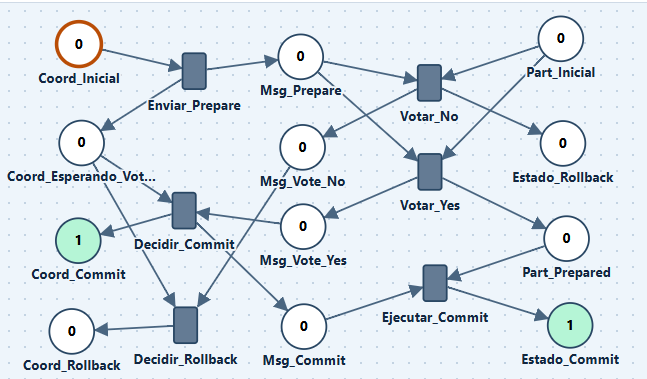 0
Coord_Inicial
Enviar_Prepare
0
Msg_Prepare
0
Part_Inicial
Votar_No
0
Coord_Esperando_Vot...
0
Msg_Vote_No
0
Estado_Rollback
Votar_Yes
1
Coord_Commit
Decidir_Commit
0
Msg_Vote_Yes
0
Part_Prepared
Ejecutar_Commit
0
Coord_Rollback
Decidir_Rollback
0
Msg_Commit
1
Estado_Commit